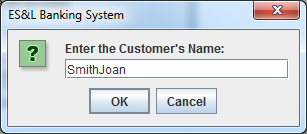 ES&L Banking System
Enter the Customer's Name:
SmithJoan
OK Cancel